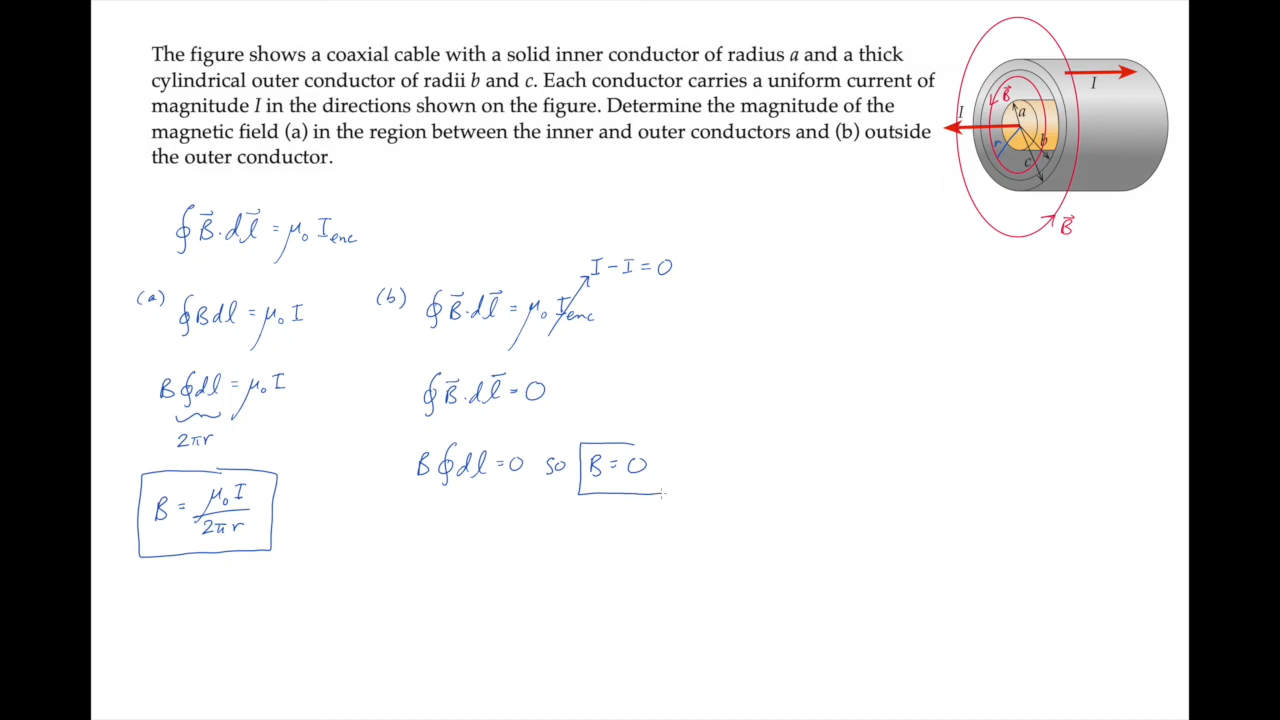 The figure shows a coaxial cable with a solid inner conductor of radius a and a thick
cylindrical outer conductor of radii b and c. Each conductor carries a uniform current of
magnitude I in the directions shown on the figure. Determine the magnitude of the
magnetic field (a) in the region between the inner and outer conductors and (b) outside
the outer conductor.
I
I
B⃗
a
b
r
c
B⃗
∮ B⃗ · dl⃗ = μ₀ I_enc
(a) ∮ B dl = μ₀ I
B ∮ dl = μ₀ I
2πr
B = μ₀ I / 2π r
(b) ∮ B⃗ · dl⃗ = μ₀ I_enc
I - I = 0
∮ B⃗ · dl⃗ = 0
B ∮ dl = 0 so B = 0